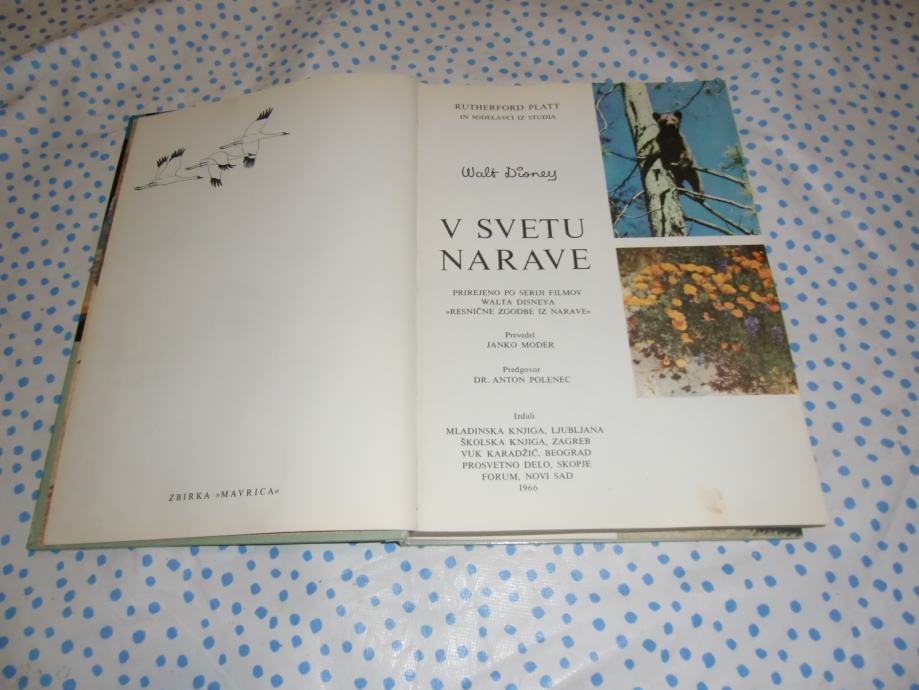 ZBIRKA »MAVRICA«
RUTHERFORD PLATT
IN SODELAVCI IZ STUDIA
Walt Disney
V SVETU
NARAVE
PRIREJENO PO SERIJI FILMOV
WALTA DISNEYA
»RESNIČNE ZGODBE IZ NARAVE«
Prevedel
JANKO MODER
Predgovor
DR. ANTON POLENEC
Izdali
MLADINSKA KNJIGA, LJUBLJANA
ŠKOLSKA KNJIGA, ZAGREB
VUK KARADŽIĆ, BEOGRAD
PROSVETNO DELO, SKOPJE
FORUM, NOVI SAD
1966